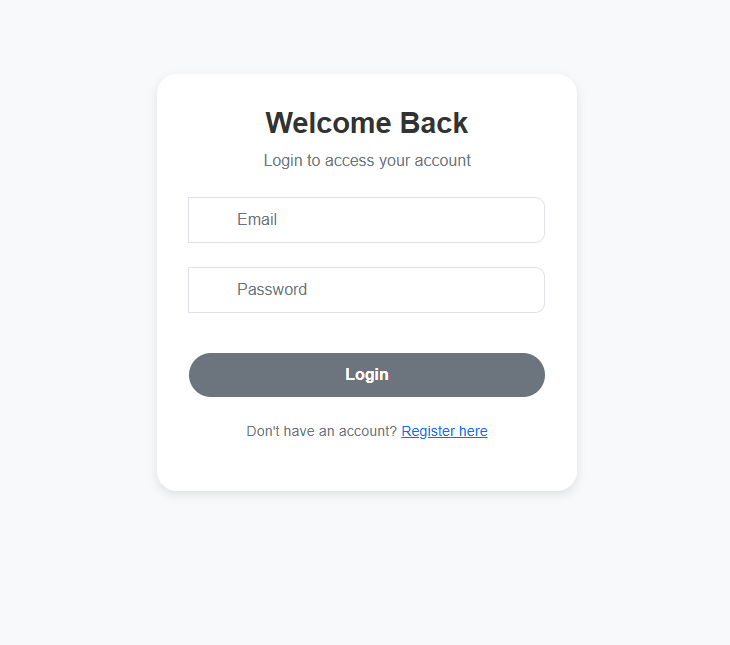 Welcome Back
Login to access your account
Email
Password
Login
Don't have an account? Register here